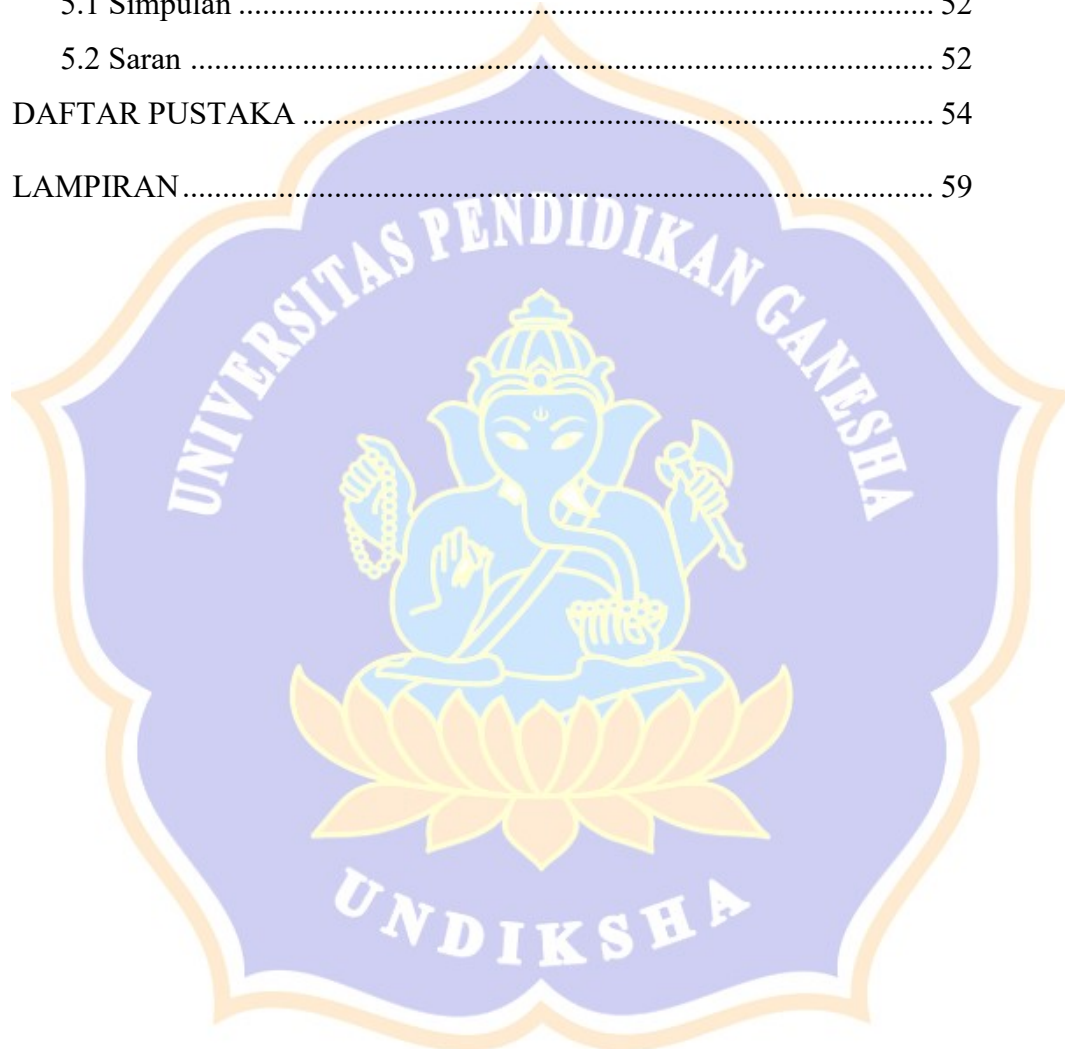 5.1 Simpulan ........................................................................... 52
5.2 Saran ................................................................................ 52
DAFTAR PUSTAKA .................................................................... 54
LAMPIRAN ................................................................................. 59
UNIVERSITAS PENDIDIKAN GANESHA
UNDIKSHA